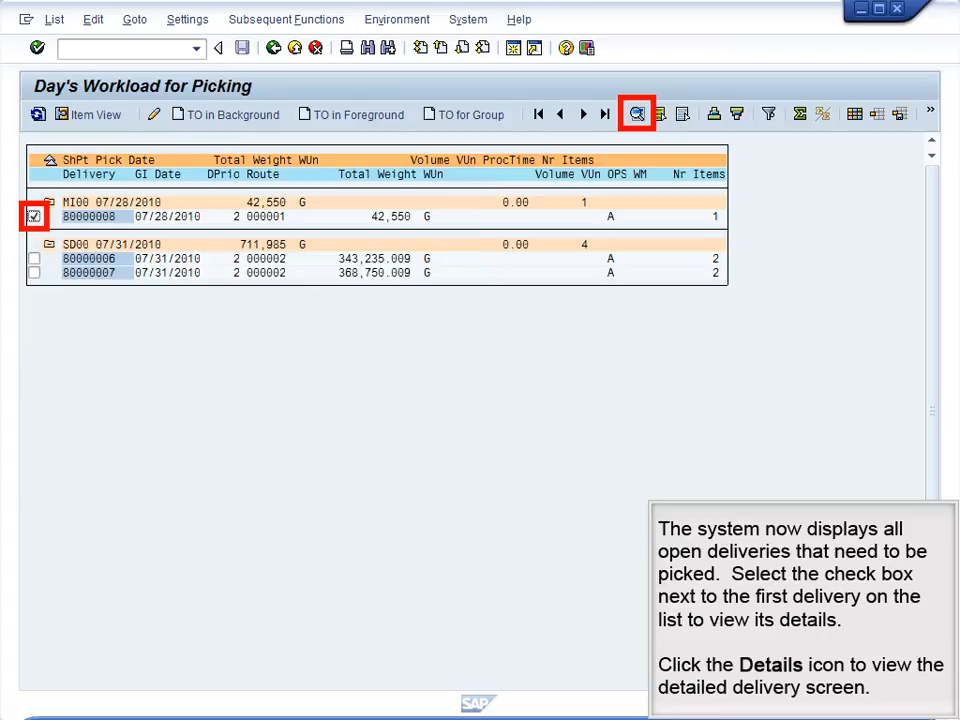 List Edit Goto Settings Subsequent Functions Environment System Help
Day's Workload for Picking
Item View TO in Background TO in Foreground TO for Group
ShPt Pick Date Total Weight WUn Volume VUn ProcTime Nr Items
Delivery GI Date DPrio Route Total Weight WUn Volume VUn OPS WM Nr Items
MI00 07/28/2010 42,550 G 0.00 1
80000008 07/28/2010 2 000001 42,550 G A 1
SD00 07/31/2010 711,985 G 0.00 4
80000006 07/31/2010 2 000002 343,235.009 G A 2
80000007 07/31/2010 2 000002 368,750.009 G A 2
The system now displays all
open deliveries that need to be
picked. Select the check box
next to the first delivery on the
list to view its details.
Click the Details icon to view the
detailed delivery screen.
SAP